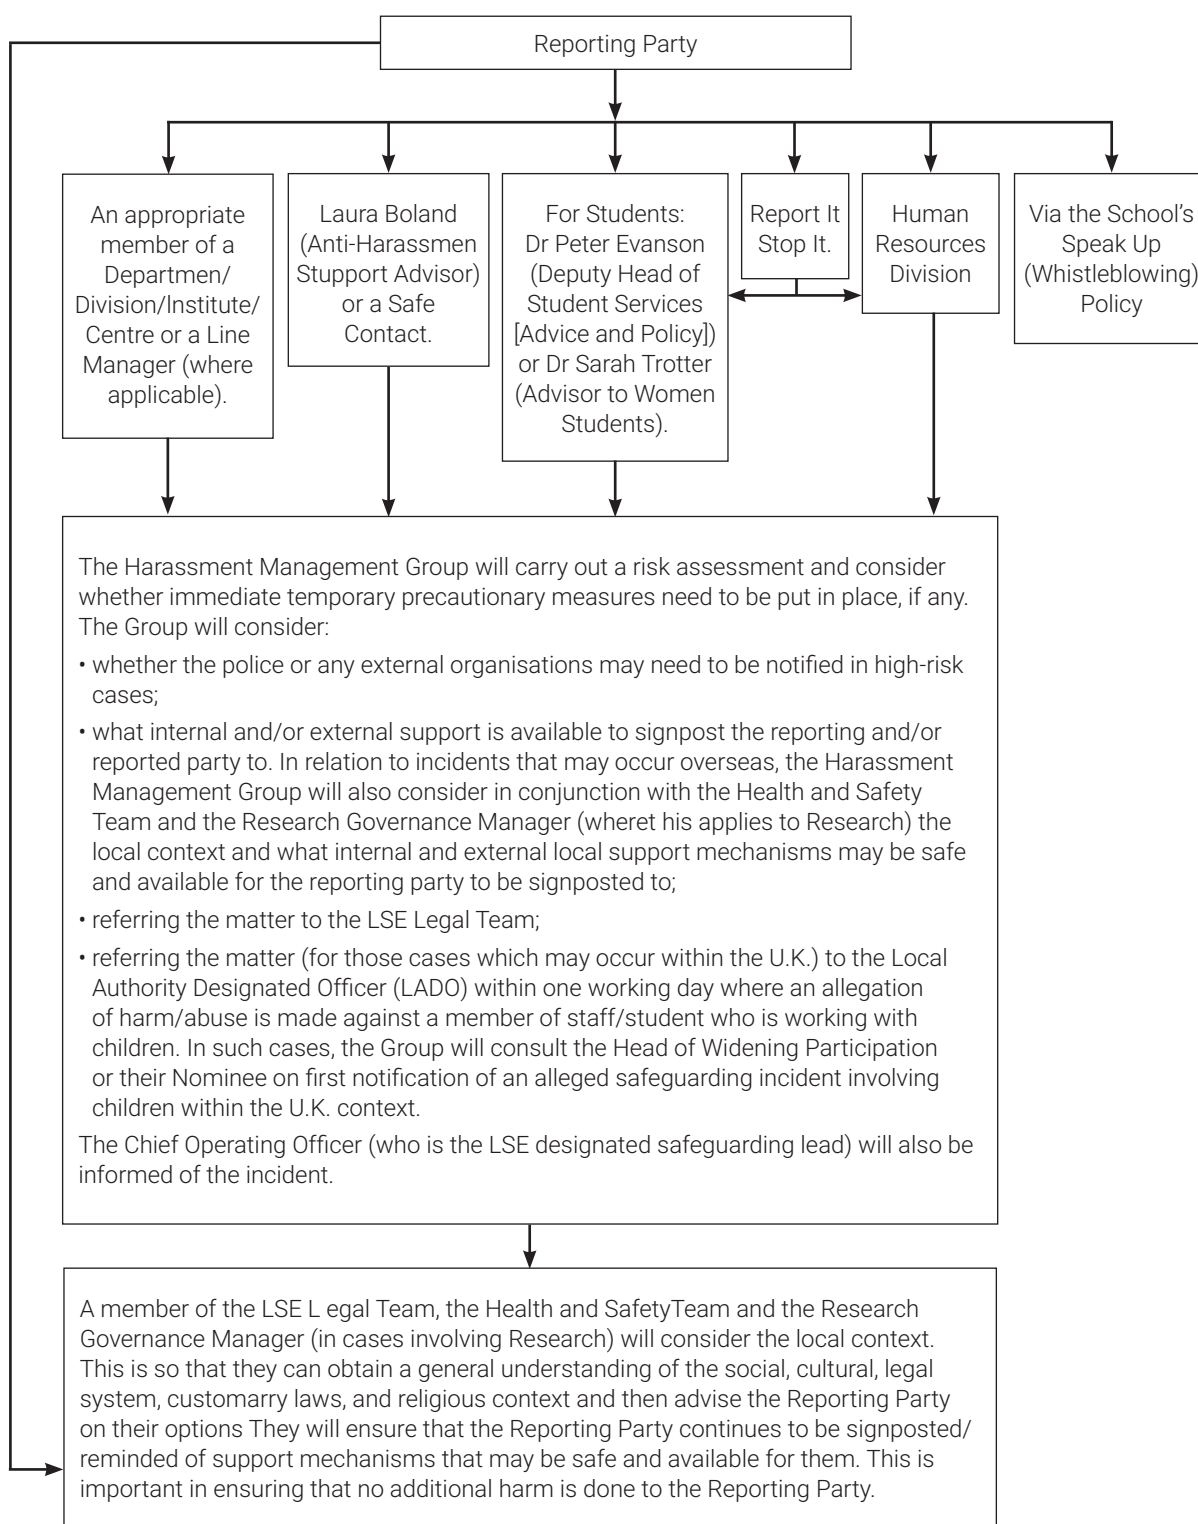 Reporting Party
An appropriate
member of a
Departmen/
Division/Institute/
Centre or a Line
Manager (where
applicable).
Laura Boland
(Anti-Harassmen
Stupport Advisor)
or a Safe
Contact.
For Students:
Dr Peter Evanson
(Deputy Head of
Student Services
[Advice and Policy])
or Dr Sarah Trotter
(Advisor to Women
Students).
Report It
Stop It.
Human
Resources
Division
Via the School’s
Speak Up
(Whistleblowing)
Policy
The Harassment Management Group will carry out a risk assessment and consider
whether immediate temporary precautionary measures need to be put in place, if any.
The Group will consider:
• whether the police or any external organisations may need to be notified in high-risk
cases;
• what internal and/or external support is available to signpost the reporting and/or
reported party to. In relation to incidents that may occur overseas, the Harassment
Management Group will also consider in conjunction with the Health and Safety
Team and the Research Governance Manager (wheret his applies to Research) the
local context and what internal and external local support mechanisms may be safe
and available for the reporting party to be signposted to;
• referring the matter to the LSE Legal Team;
• referring the matter (for those cases which may occur within the U.K.) to the Local
Authority Designated Officer (LADO) within one working day where an allegation
of harm/abuse is made against a member of staff/student who is working with
children. In such cases, the Group will consult the Head of Widening Participation
or their Nominee on first notification of an alleged safeguarding incident involving
children within the U.K. context.
The Chief Operating Officer (who is the LSE designated safeguarding lead) will also be
informed of the incident.
A member of the LSE L egal Team, the Health and SafetyTeam and the Research
Governance Manager (in cases involving Research) will consider the local context.
This is so that they can obtain a general understanding of the social, cultural, legal
system, customarry laws, and religious context and then advise the Reporting Party
on their options They will ensure that the Reporting Party continues to be signposted/
reminded of support mechanisms that may be safe and available for them. This is
important in ensuring that no additional harm is done to the Reporting Party.